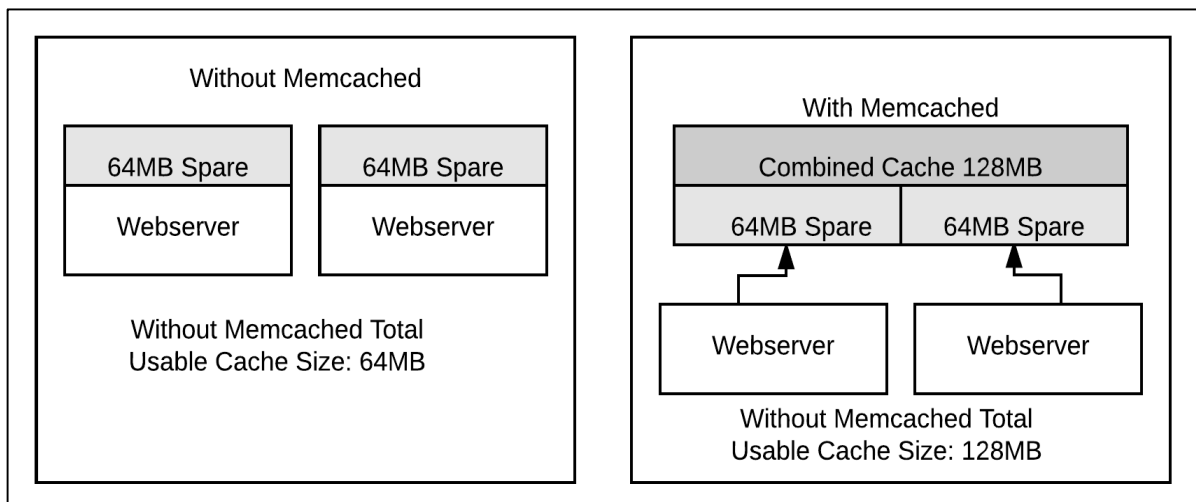 Without Memcached
64MB Spare
64MB Spare
Webserver
Webserver
Without Memcached Total
Usable Cache Size: 64MB
With Memcached
Combined Cache 128MB
64MB Spare
64MB Spare
Webserver
Webserver
Without Memcached Total
Usable Cache Size: 128MB